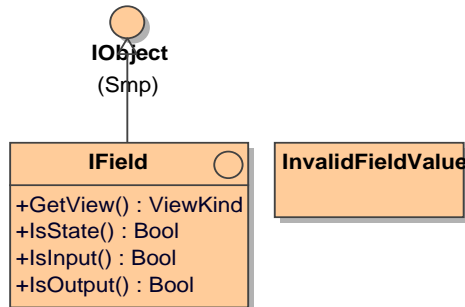 IObject
(Smp)
IField
+GetView() : ViewKind
+IsState() : Bool
+IsInput() : Bool
+IsOutput() : Bool
InvalidFieldValue